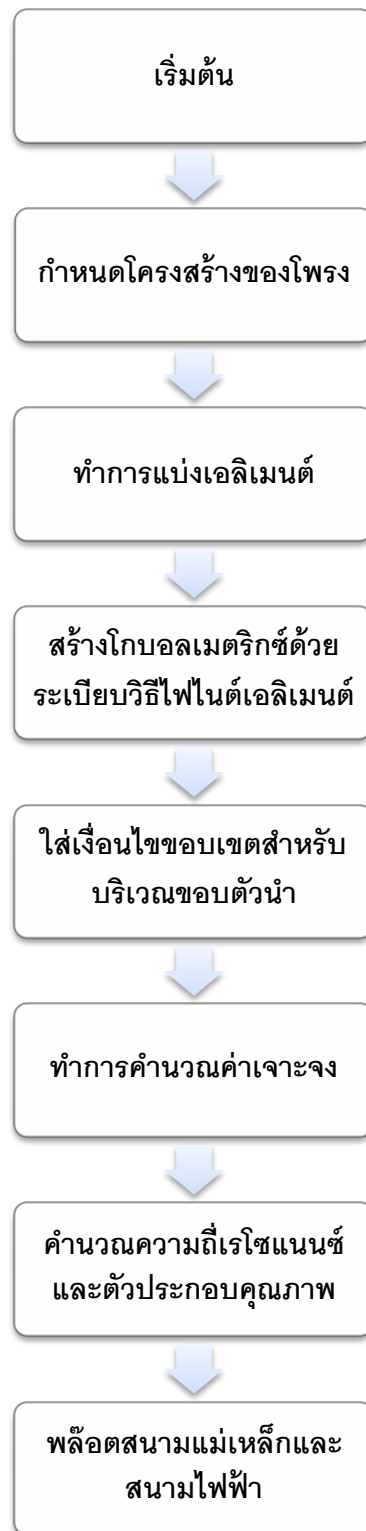 เริ่มต้น
กำหนดโครงสร้างของโพรง
ทำการแบ่งเอลิเมนต์
สร้างโกบอลเมตริกซ์ด้วย
ระเบียบวิธีไฟไนต์เอลิเมนต์
ใส่เงื่อนไขขอบเขตสำหรับ
บริเวณขอบตัวนำ
ทำการคำนวณค่าเจาะจง
คำนวณความถี่เรโซแนนซ์
และตัวประกอบคุณภาพ
พล๊อตสนามแม่เหล็กและ
สนามไฟฟ้า